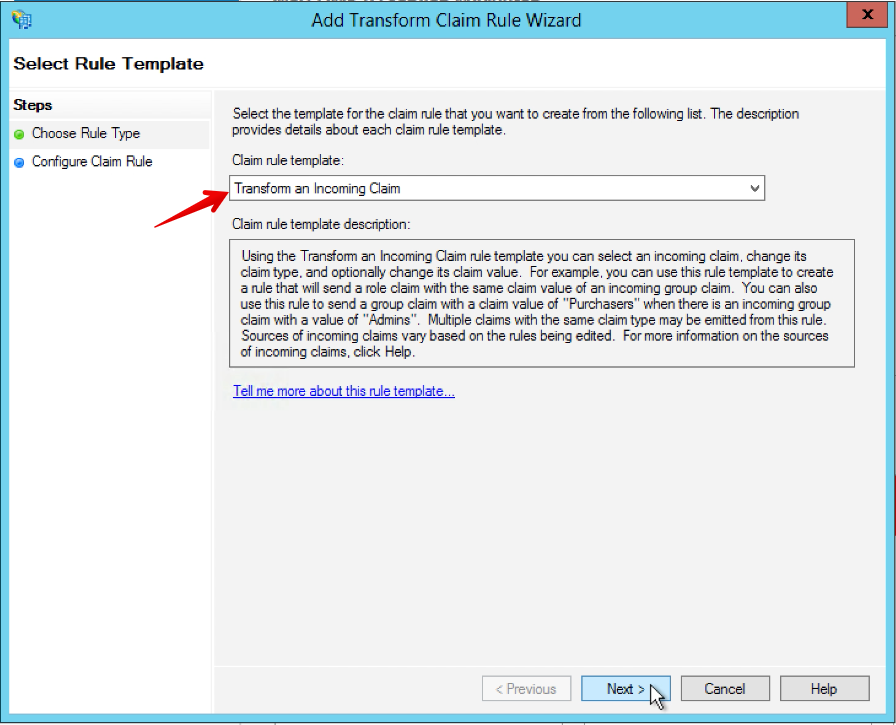 Add Transform Claim Rule Wizard
x
Select Rule Template
Steps
Choose Rule Type
Configure Claim Rule
Select the template for the claim rule that you want to create from the following list. The description
provides details about each claim rule template.
Claim rule template:
Transform an Incoming Claim
Claim rule template description:
Using the Transform an Incoming Claim rule template you can select an incoming claim, change its
claim type, and optionally change its claim value. For example, you can use this rule template to create
a rule that will send a role claim with the same claim value of an incoming group claim. You can also
use this rule to send a group claim with a claim value of "Purchasers" when there is an incoming group
claim with a value of "Admins". Multiple claims with the same claim type may be emitted from this rule.
Sources of incoming claims vary based on the rules being edited. For more information on the sources
of incoming claims, click Help.
Tell me more about this rule template...
< Previous
Next >
Cancel
Help